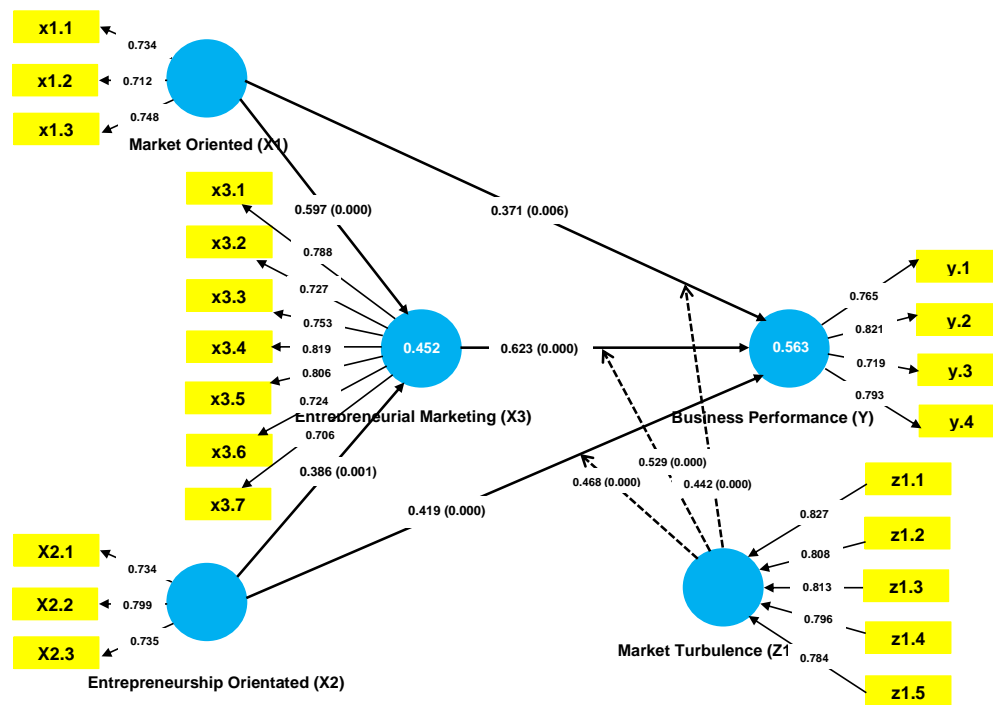 x1.1
0.734
x1.2
0.712
x1.3
0.748
Market Oriented (X1)
x3.1
0.597 (0.000)
0.371 (0.006)
x3.2
0.788
0.727
x3.3
0.753
x3.4
0.819
0.452
0.623 (0.000)
x3.5
0.806
0.724
Entrepreneurial Marketing (X3)
x3.6
0.706
0.386 (0.001)
x3.7
0.563
Business Performance (Y)
y.1
0.765
y.2
0.821
y.3
0.719
y.4
0.793
0.529 (0.000)
0.468 (0.000)
0.442 (0.000)
0.419 (0.000)
X2.1
0.734
X2.2
0.799
X2.3
0.735
Entrepreneurship Orientated (X2)
z1.1
0.827
z1.2
0.808
z1.3
0.813
z1.4
0.796
z1.5
0.784
Market Turbulence (Z1